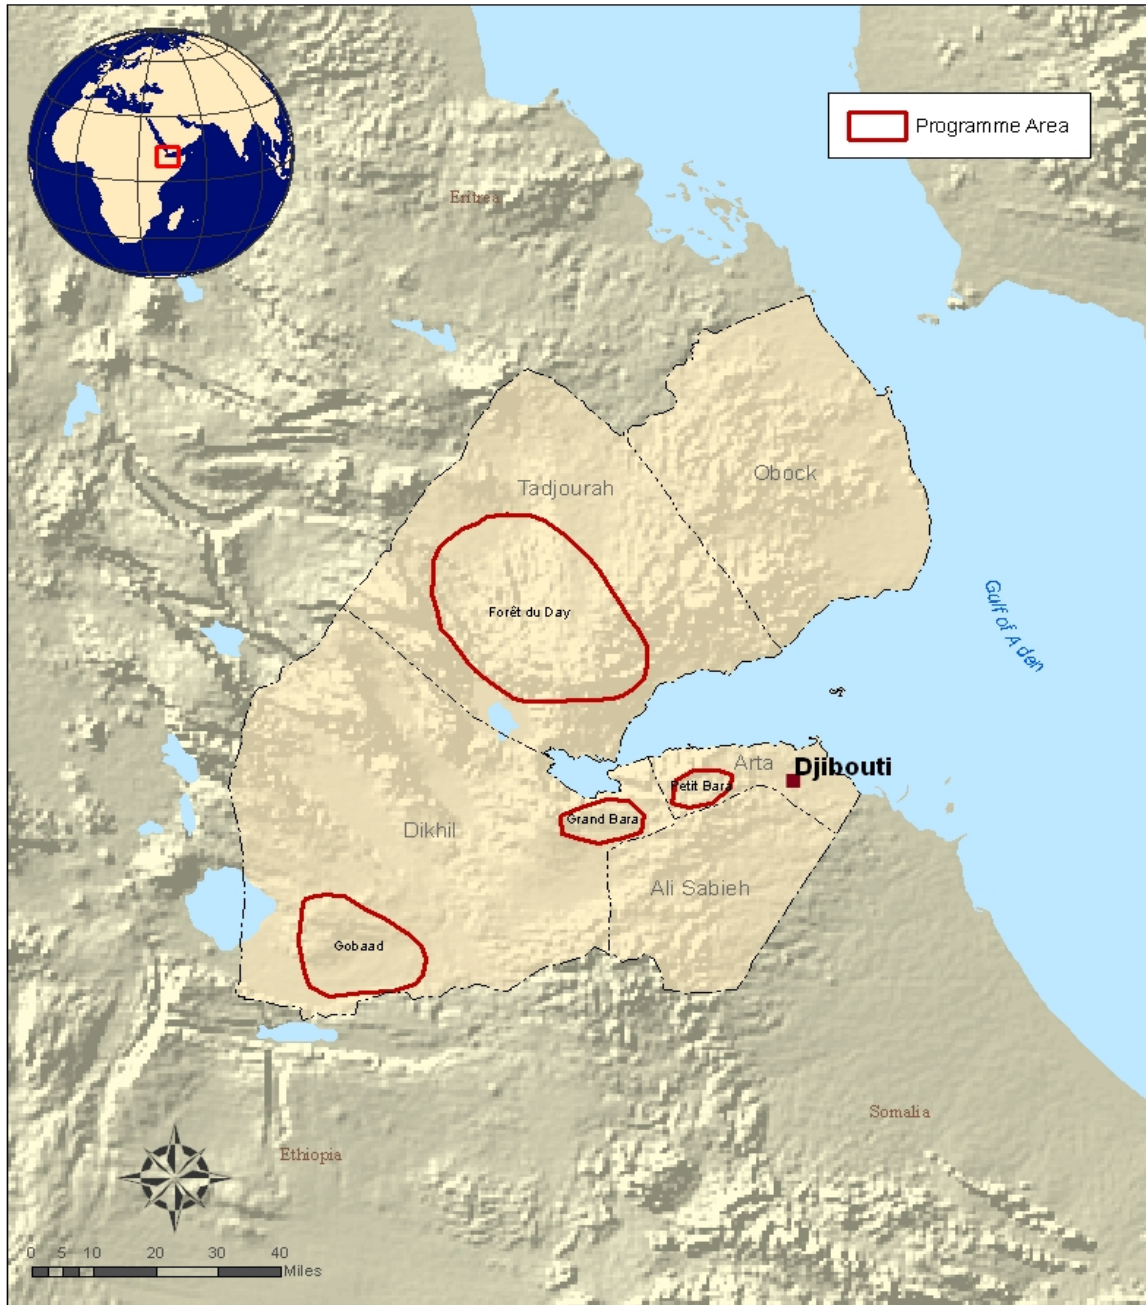 Programme Area
Eritrea
Obock
Tadjourah
Forêt du Day
Gulf of Aden
Arta
Djibouti
Petit Bara
Grand Bara
Dikhil
Ali Sabieh
Gobaad
Somalia
Ethiopia
0 5 10 20 30 40
Miles